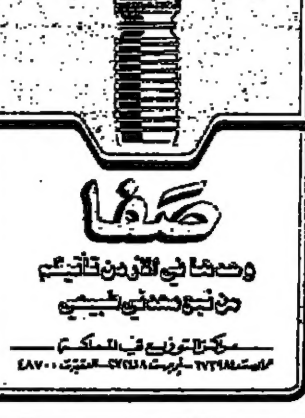 صفا
وحدها في الأردن تأتيكم
من نبع معدني طبيعي
مراكز التوزيع في المملكة